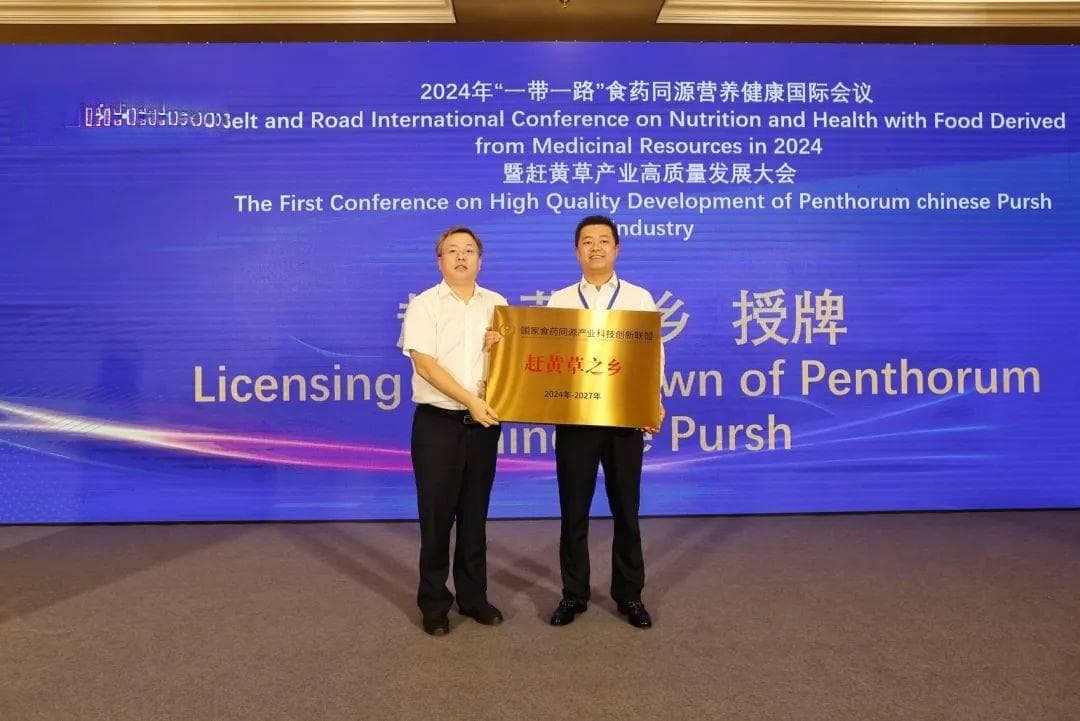 2024年“一带一路”食药同源营养健康国际会议
Belt and Road International Conference on Nutrition and Health with Food Derived
from Medicinal Resources in 2024
暨赶黄草产业高质量发展大会
The First Conference on High Quality Development of Penthorum chinese Pursh
industry
乡 授牌
Licensing wn of Penthorum
Pursh
国家食药同源产业科技创新联盟
赶黄草之乡
2024年-2027年